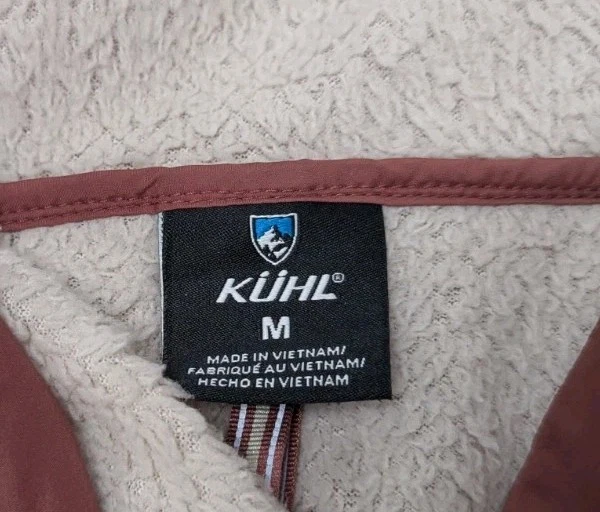 KÜHL®
M
MADE IN VIETNAM/
FABRIQUÉ AU VIETNAM/
HECHO EN VIETNAM